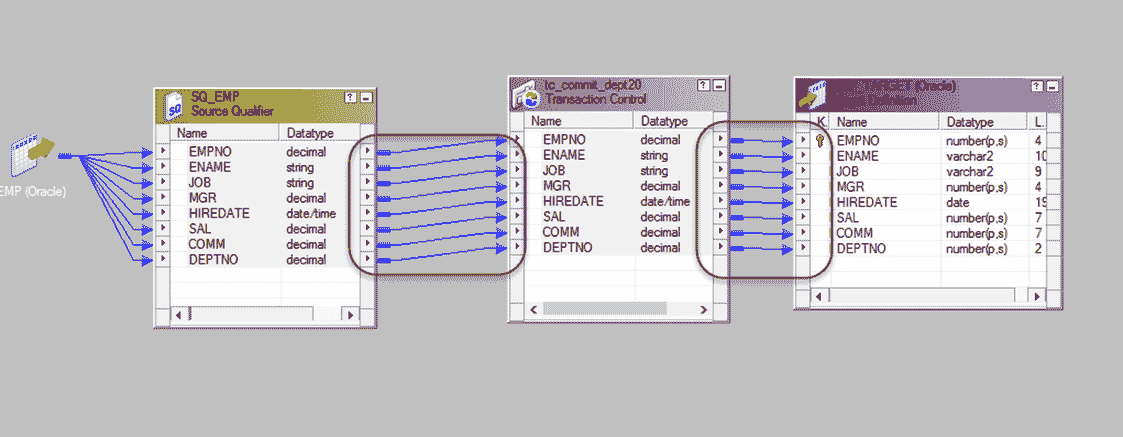 EMP (Oracle)
SQ
SQ_EMP
Source Qualifier
Name Datatype
EMPNO decimal
ENAME string
JOB string
MGR decimal
HIREDATE date/time
SAL decimal
COMM decimal
DEPTNO decimal
tc_commit_dept20
Transaction Control
Name Datatype
EMPNO decimal
ENAME string
JOB string
MGR decimal
HIREDATE date/time
SAL decimal
COMM decimal
DEPTNO decimal
(Oracle)
K. Name Datatype L.
EMPNO number(p,s) 4
ENAME varchar2 10
JOB varchar2 9
MGR number(p,s) 4
HIREDATE date 19
SAL number(p,s) 7
COMM number(p,s) 7
DEPTNO number(p,s) 2